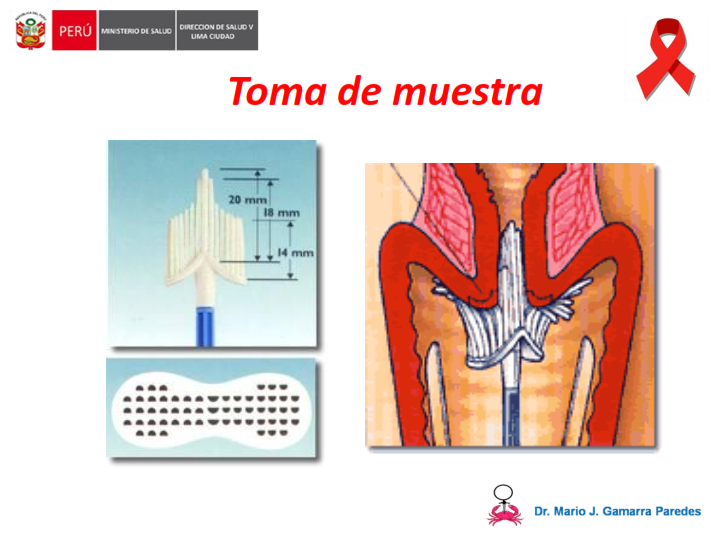 PERÚ
MINISTERIO DE SALUD
DIRECCION DE SALUD V
LIMA CIUDAD
Toma de muestra
20 mm
18 mm
14 mm
Dr. Mario J. Gamarra Paredes